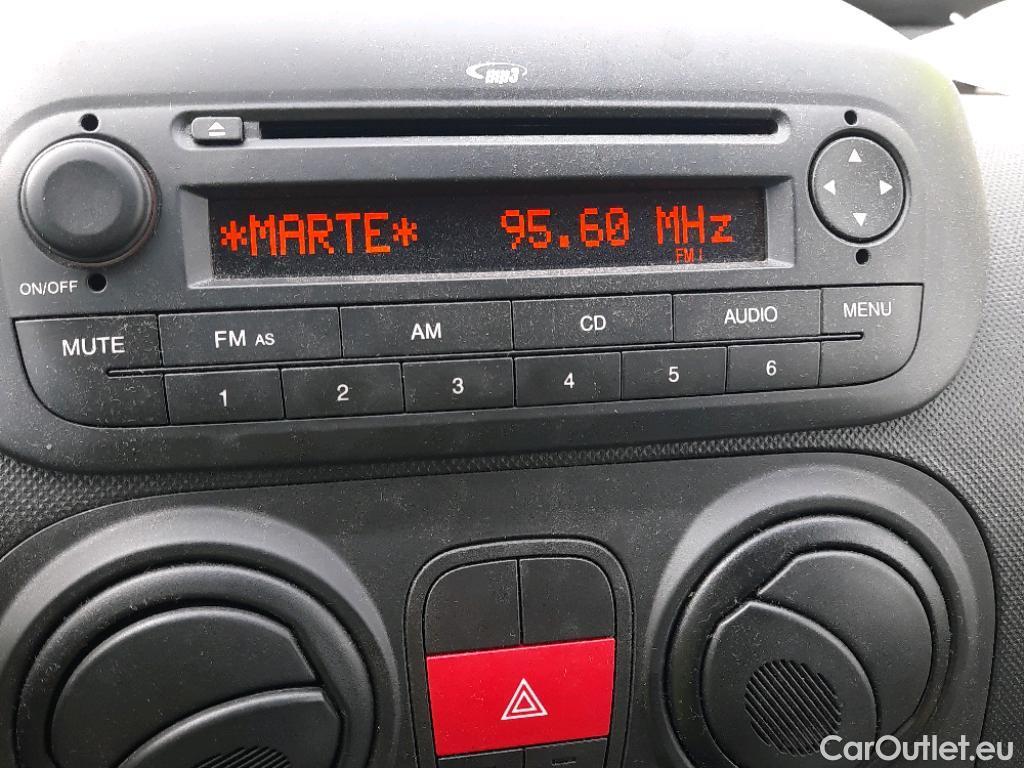 mp3
*MARTE* 95.60 MHz
FM1
ON/OFF
MUTE FM AS AM CD AUDIO MENU
1 2 3 4 5 6
CarOutlet.eu